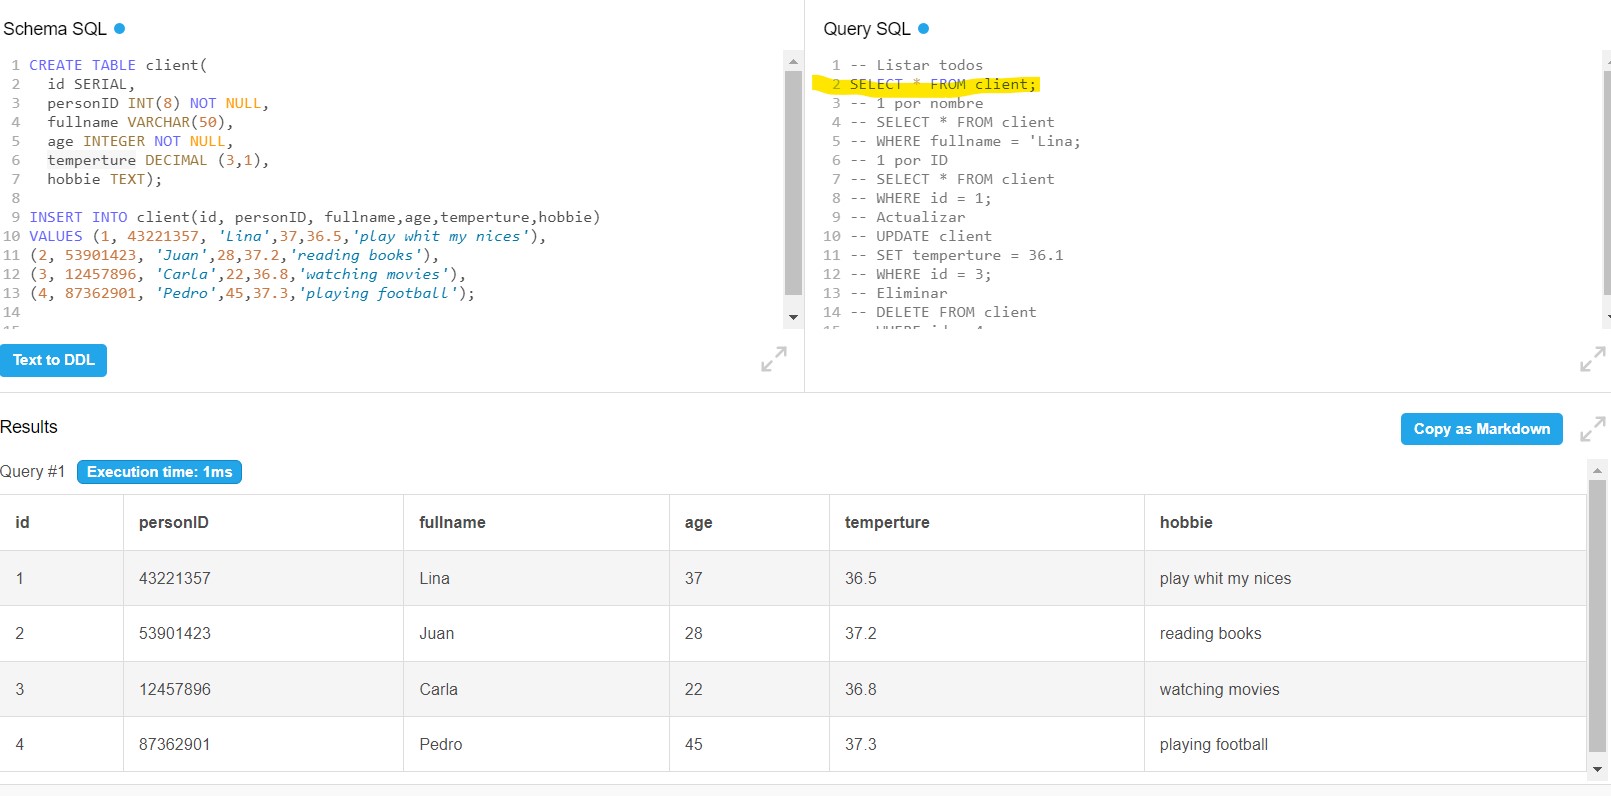 Schema SQL
1 CREATE TABLE client(
2 id SERIAL,
3 personID INT(8) NOT NULL,
4 fullname VARCHAR(50),
5 age INTEGER NOT NULL,
6 temperture DECIMAL (3,1),
7 hobbie TEXT);
8
9 INSERT INTO client(id, personID, fullname,age,temperture,hobbie)
10 VALUES (1, 43221357, 'Lina',37,36.5,'play whit my nices'),
11 (2, 53901423, 'Juan',28,37.2,'reading books'),
12 (3, 12457896, 'Carla',22,36.8,'watching movies'),
13 (4, 87362901, 'Pedro',45,37.3,'playing football');
14
Text to DDL
Query SQL
1 -- Listar todos
2 SELECT * FROM client;
3 -- 1 por nombre
4 -- SELECT * FROM client
5 -- WHERE fullname = 'Lina;
6 -- 1 por ID
7 -- SELECT * FROM client
8 -- WHERE id = 1;
9 -- Actualizar
10 -- UPDATE client
11 -- SET temperture = 36.1
12 -- WHERE id = 3;
13 -- Eliminar
14 -- DELETE FROM client
Results
Copy as Markdown
Query #1 Execution time: 1ms
id personID fullname age temperture hobbie
1 43221357 Lina 37 36.5 play whit my nices
2 53901423 Juan 28 37.2 reading books
3 12457896 Carla 22 36.8 watching movies
4 87362901 Pedro 45 37.3 playing football